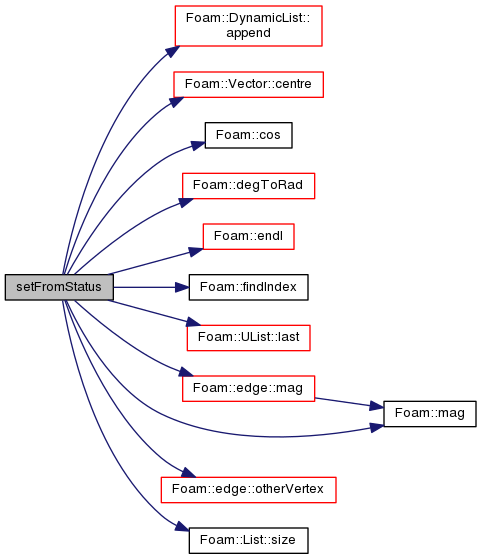 Foam::DynamicList::
append
Foam::Vector::centre
Foam::cos
Foam::degToRad
Foam::endl
setFromStatus
Foam::findIndex
Foam::UList::last
Foam::edge::mag
Foam::mag
Foam::edge::otherVertex
Foam::List::size